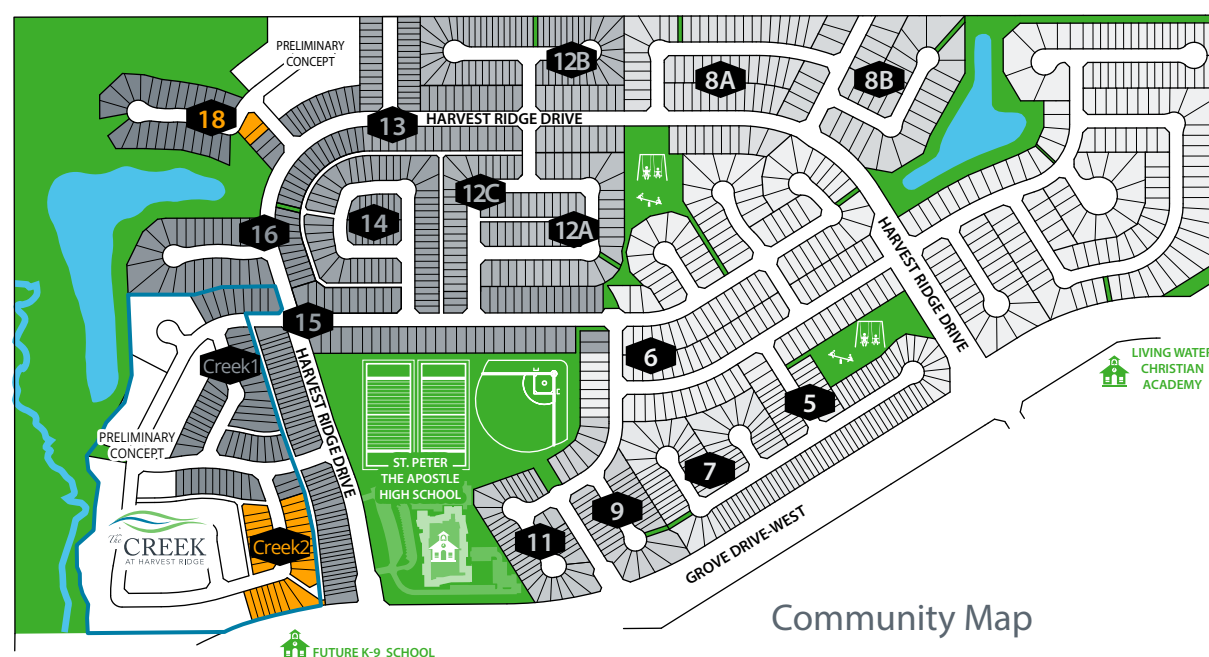 PRELIMINARY
CONCEPT
12B
8A
8B
18
13
HARVEST RIDGE DRIVE
12C
14
12A
16
HARVEST RIDGE DRIVE
15
6
Creek1
HARVEST RIDGE DRIVE
LIVING WATER
CHRISTIAN
ACADEMY
5
PRELIMINARY
CONCEPT
ST. PETER
THE APOSTLE
HIGH SCHOOL
7
9
11
The
CREEK
AT HARVEST RIDGE
Creek2
GROVE DRIVE-WEST
Community Map
FUTURE K-9 SCHOOL